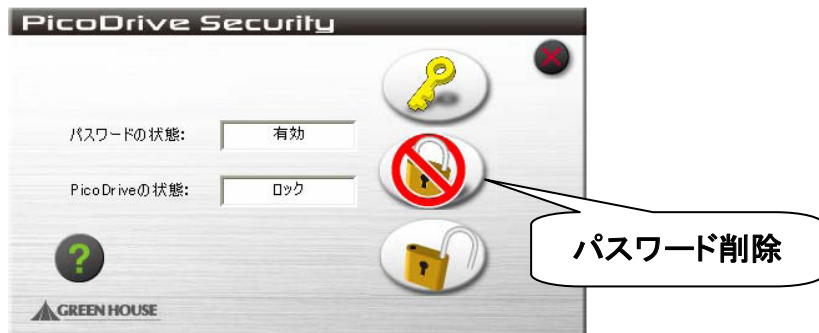 PicoDrive Security
パスワードの状態:
有効
PicoDriveの状態:
ロック
パスワード削除
?
GREEN HOUSE